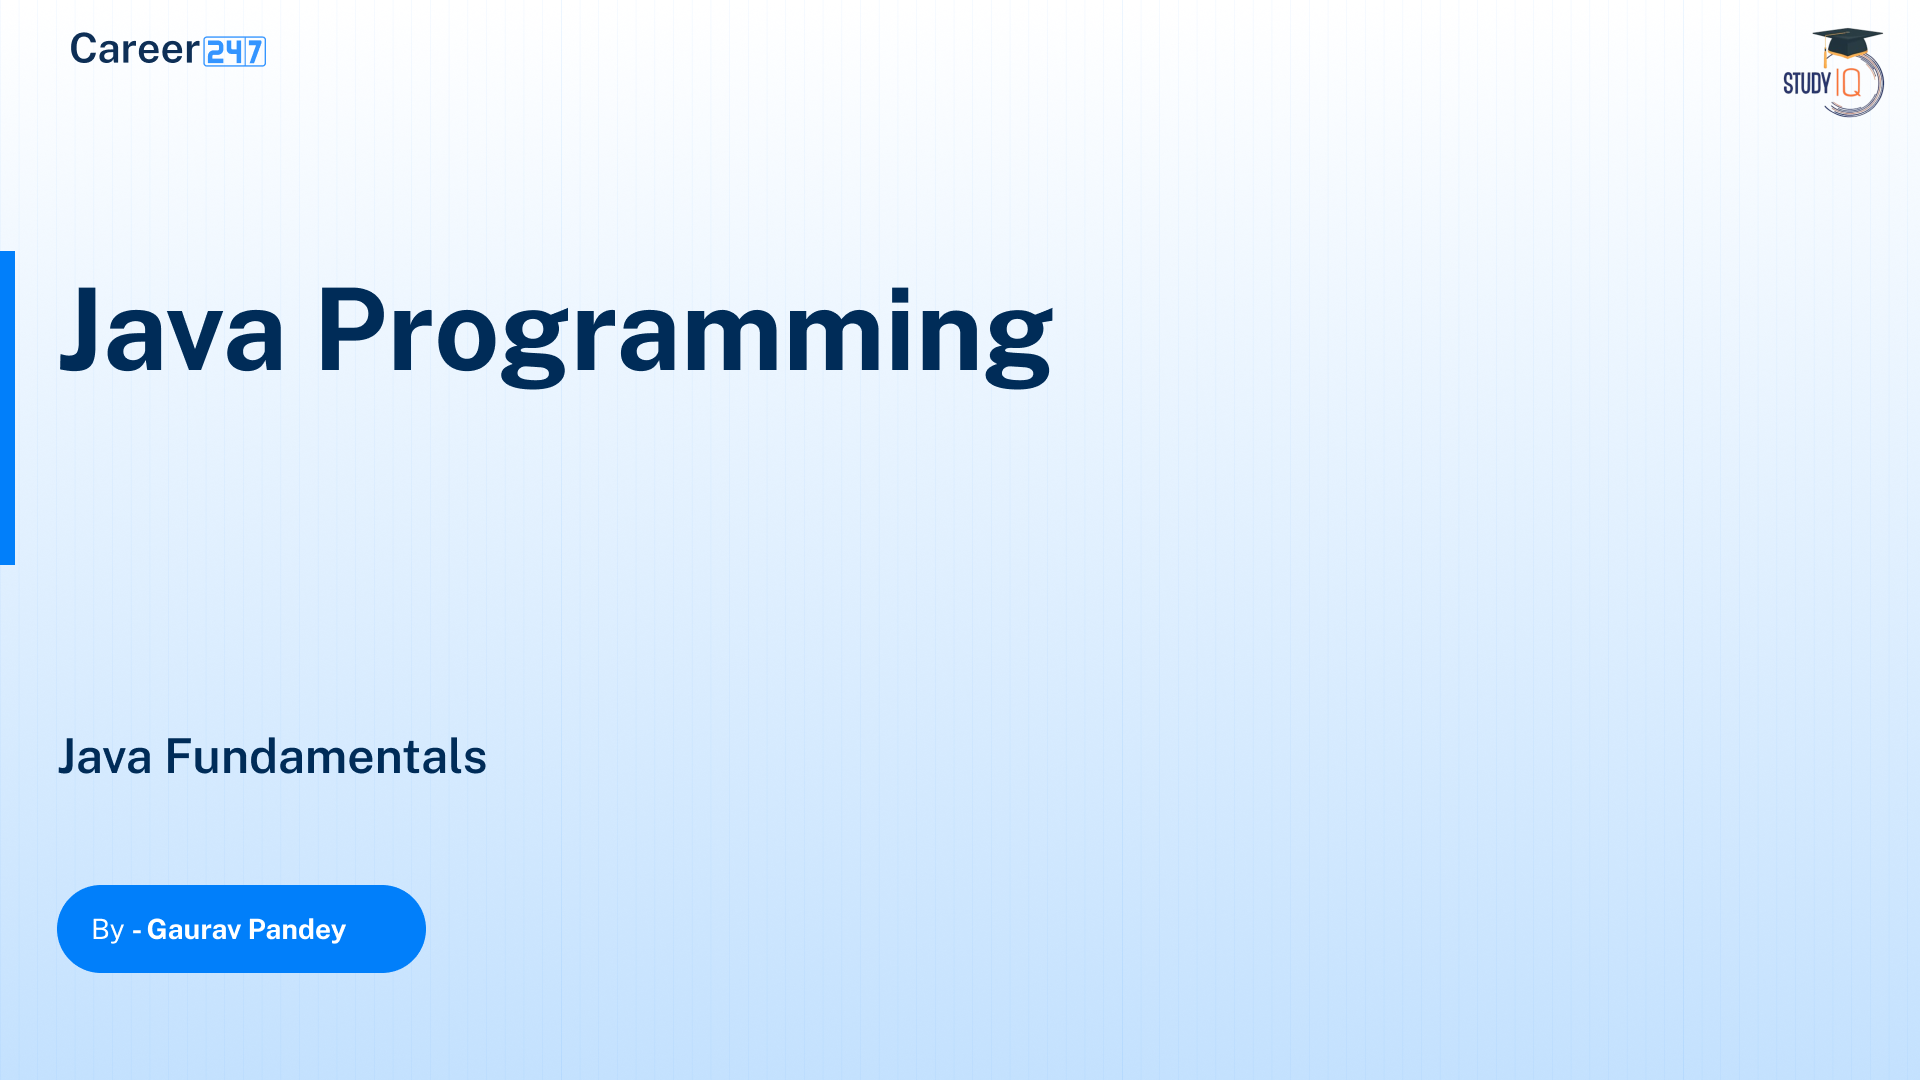 Career247
STUDY IQ
Java Programming
Java Fundamentals
By - Gaurav Pandey